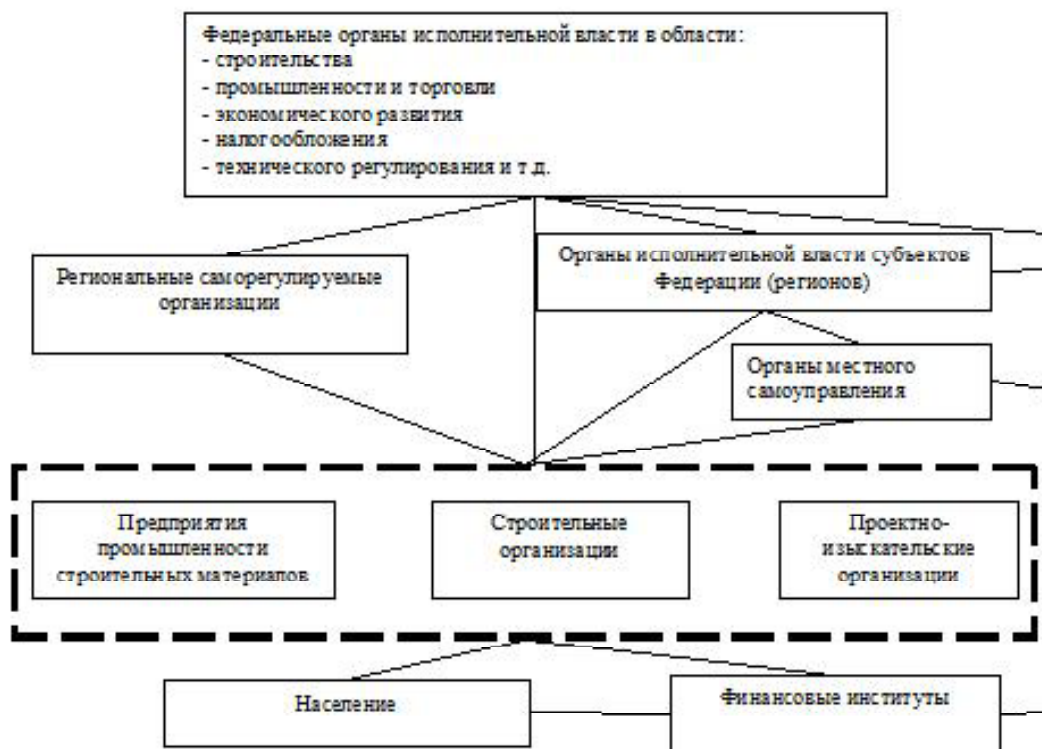 Федеральные органы исполнительной власти в области:
- строительства
- промышленности и торговли
- экономического развития
- налогообложения
- технического регулирования и т.д.
Региональные саморегулируемые
организации
Органы исполнительной власти субъектов
Федерации (регионов)
Органы местного
самоуправления
Предприятия
промышленности
строительных материалов
Строительные
организации
Проектно-
изыскательские
организации
Население
Финансовые институты